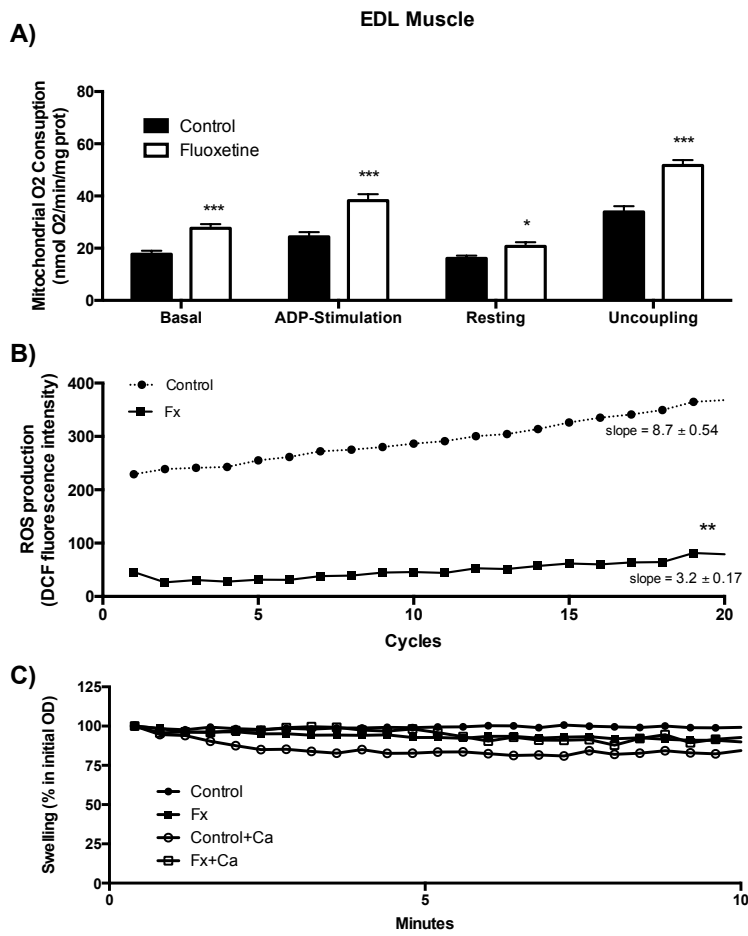 EDL Muscle
A)
Mitochondrial O2 Consuption
(nmol O2/min/mg prot)
80
60
40
20
0
Control
Fluoxetine
***
***
*
***
Basal
ADP-Stimulation
Resting
Uncoupling
B)
ROS production
(DCF fluorescence intensity)
400
300
200
100
0
Control
Fx
slope = 8.7 ± 0.54
**
slope = 3.2 ± 0.17
0
5
10
15
20
Cycles
C)
Swelling (% in initial OD)
125
100
75
50
25
0
Control
Fx
Control+Ca
Fx+Ca
0
5
10
Minutes